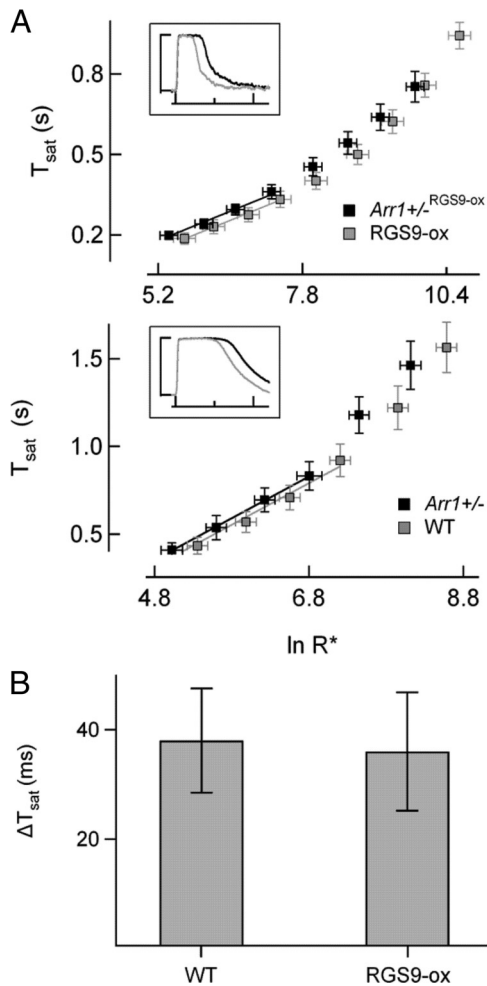 A
T_sat (s)
0.8
0.5
0.2
Arr1+/-^RGS9-ox
RGS9-ox
5.2 7.8 10.4
T_sat (s)
1.5
1.0
0.5
Arr1+/-
WT
4.8 6.8 8.8
ln R*
B
ΔT_sat (ms)
40
20
WT RGS9-ox